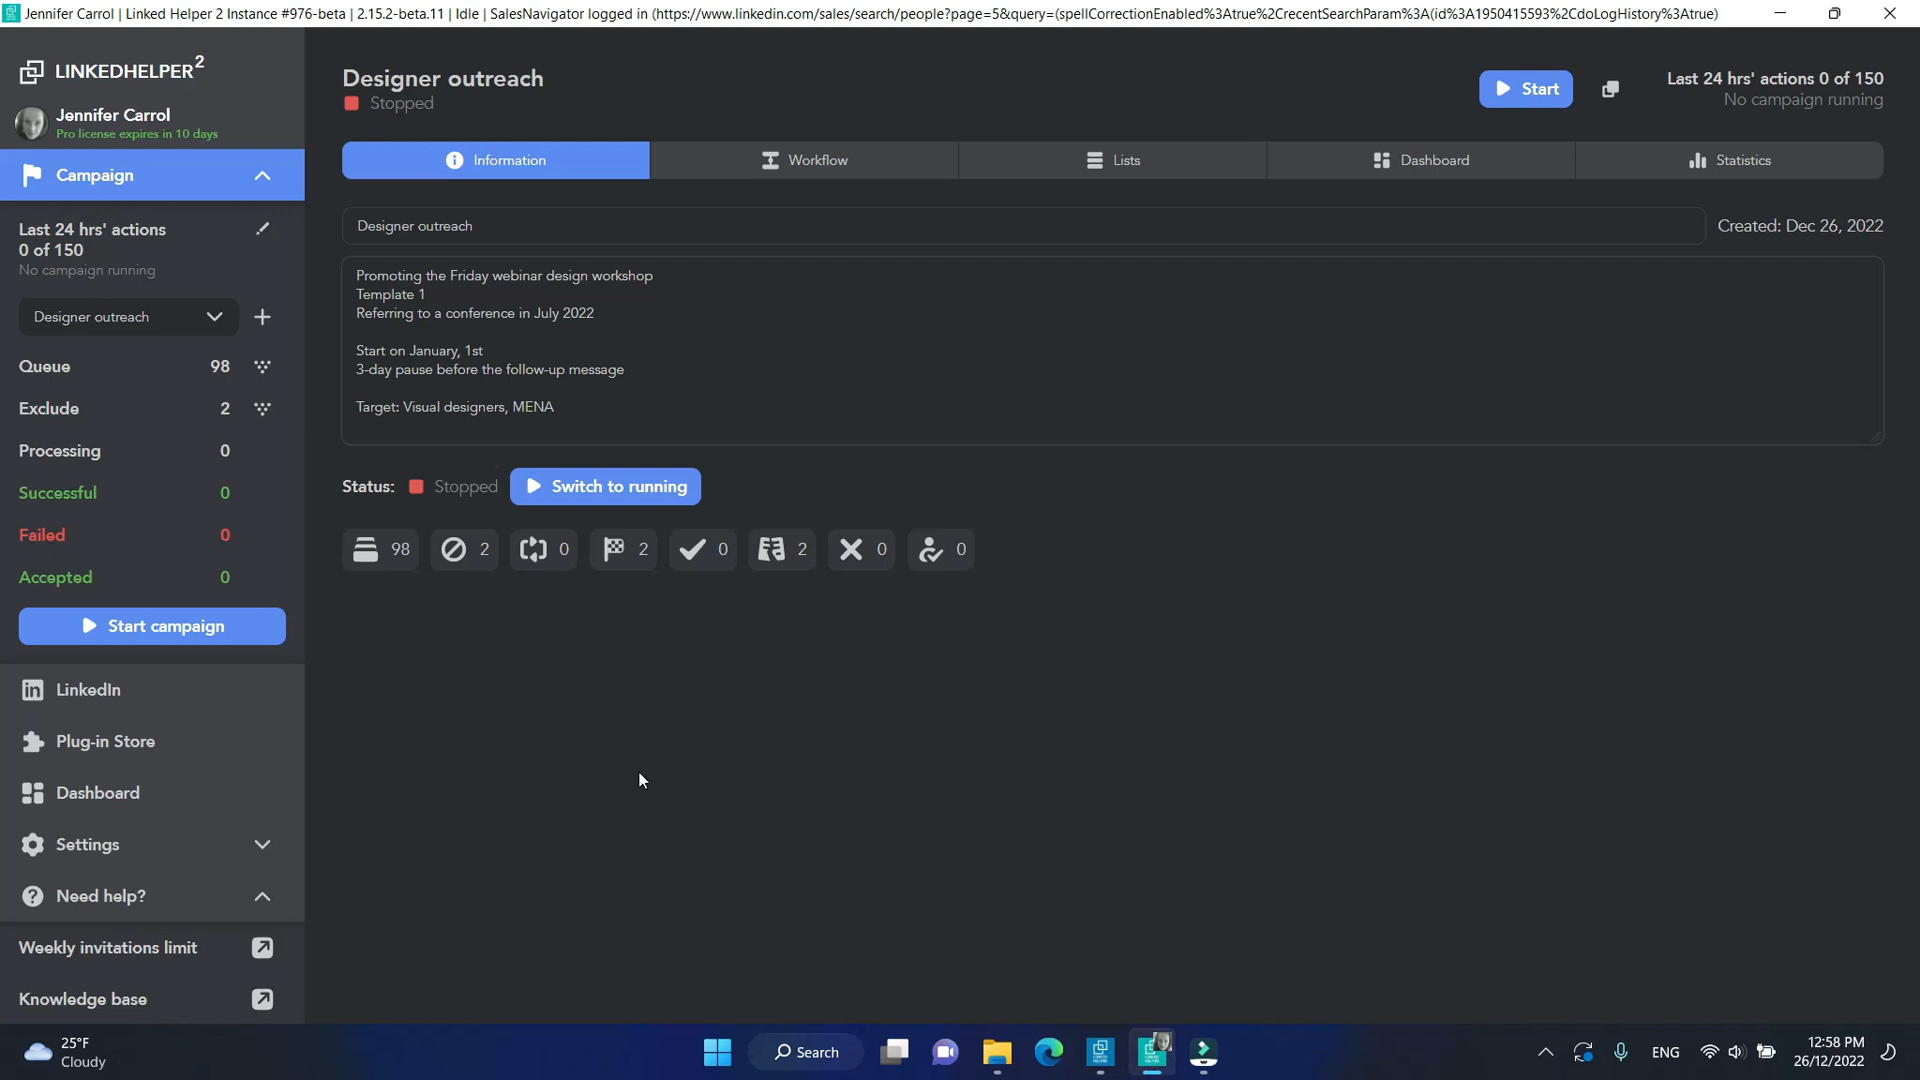 Jennifer Carrol | Linked Helper 2 Instance #976-beta | 2.15.2-beta.11 | Idle | SalesNavigator logged in (https://www.linkedin.com/sales/search/people?page=5&query=(spellCorrectionEnabled%3Atrue%2CrecentSearchParam%3A(id%3A1950415593%2CdoLogHistory%3Atrue)
LINKEDHELPER2
Jennifer Carrol
Pro license expires in 10 days
Campaign
Last 24 hrs' actions
0 of 150
No campaign running
Designer outreach
Queue 98
Exclude 2
Processing 0
Successful 0
Failed 0
Accepted 0
Start campaign
LinkedIn
Plug-in Store
Dashboard
Settings
Need help?
Weekly invitations limit
Knowledge base
Designer outreach
Stopped
Start
Last 24 hrs' actions 0 of 150
No campaign running
Information
Workflow
Lists
Dashboard
Statistics
Designer outreach
Created: Dec 26, 2022
Promoting the Friday webinar design workshop
Template 1
Referring to a conference in July 2022
Start on January, 1st
3-day pause before the follow-up message
Target: Visual designers, MENA
Status: Stopped
Switch to running
98 2 0 2 0 2 0 0
25°F
Cloudy
Search
ENG
12:58 PM
26/12/2022